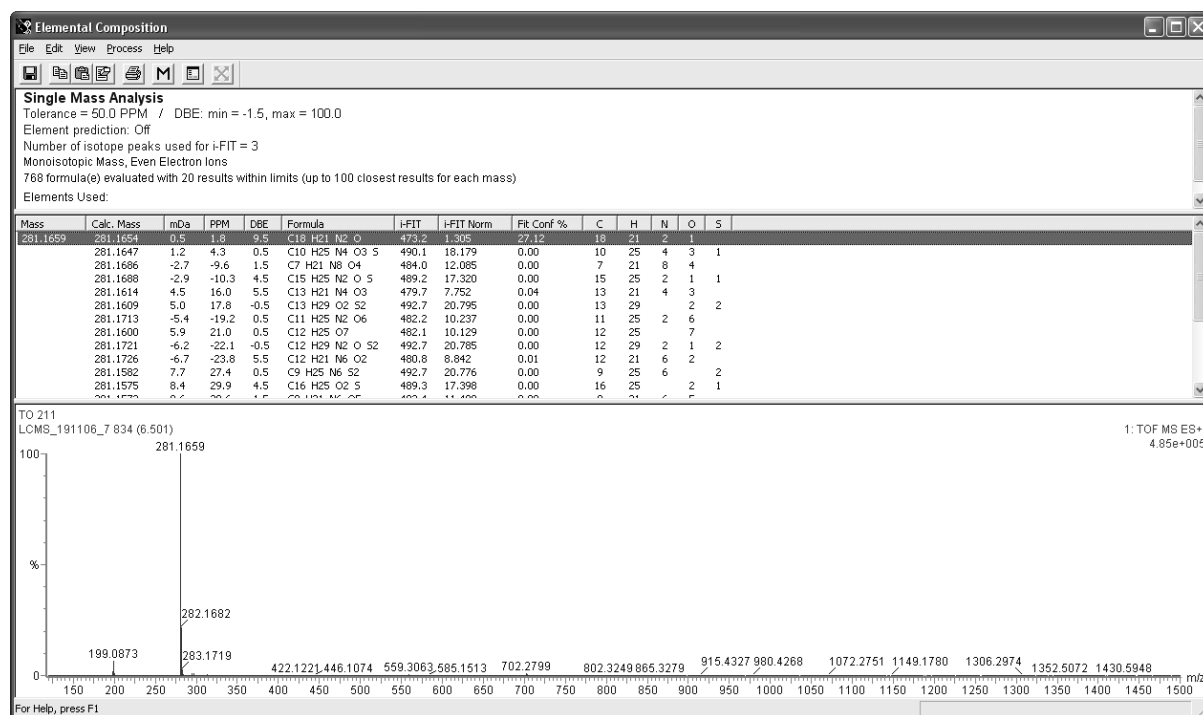 Elemental Composition
File Edit View Process Help
Single Mass Analysis
Tolerance = 50.0 PPM / DBE: min = -1.5, max = 100.0
Element prediction: Off
Number of isotope peaks used for i-FIT = 3
Monoisotopic Mass, Even Electron Ions
768 formula(e) evaluated with 20 results within limits (up to 100 closest results for each mass)
Elements Used:
Mass Calc. Mass mDa PPM DBE Formula i-FIT i-FIT Norm Fit Conf % C H N O S
281.1659 281.1654 0.5 1.8 9.5 C18 H21 N2 O 473.2 1.305 27.12 18 21 2 1
281.1647 1.2 4.3 0.5 C10 H25 N4 O3 S 490.1 18.179 0.00 10 25 4 3 1
281.1686 -2.7 -9.6 1.5 C7 H21 N8 O4 484.0 12.085 0.00 7 21 8 4
281.1688 -2.9 -10.3 4.5 C15 H25 N2 O S 489.2 17.320 0.00 15 25 2 1 1
281.1614 4.5 16.0 5.5 C13 H21 N4 O3 479.7 7.752 0.04 13 21 4 3
281.1609 5.0 17.8 -0.5 C13 H29 O2 S2 492.7 20.795 0.00 13 29 2 2
281.1713 -5.4 -19.2 0.5 C11 H25 N2 O6 482.2 10.237 0.00 11 25 2 6
281.1600 5.9 21.0 0.5 C12 H25 O7 482.1 10.129 0.00 12 25 7
281.1721 -6.2 -22.1 -0.5 C12 H29 N2 O S2 492.7 20.785 0.00 12 29 2 1 2
281.1726 -6.7 -23.8 5.5 C12 H21 N6 O2 480.8 8.842 0.01 12 21 6 2
281.1582 7.7 27.4 0.5 C9 H25 N6 S2 492.7 20.776 0.00 9 25 6 2
281.1575 8.4 29.9 4.5 C16 H25 O2 S 489.3 17.398 0.00 16 25 2 1
TO 211
LCMS_191106_7 834 (6.501)
1: TOF MS ES+
4.85e+005
281.1659
100
%
282.1682
199.0873
283.1719
422.1221 446.1074 559.3063 585.1513 702.2799 802.3249 865.3279 915.4327 980.4268 1072.2751 1149.1780 1306.2974 1352.5072 1430.5948
0
m/z
150 200 250 300 350 400 450 500 550 600 650 700 750 800 850 900 950 1000 1050 1100 1150 1200 1250 1300 1350 1400 1450 1500
For Help, press F1